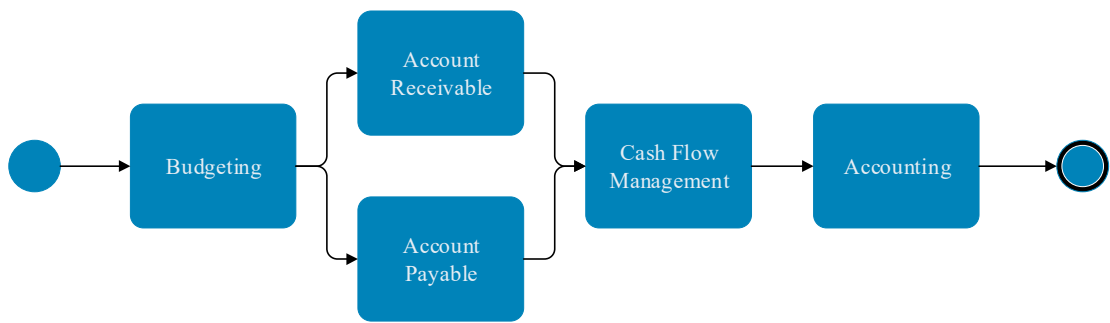 Budgeting
Account
Receivable
Account
Payable
Cash Flow
Management
Accounting